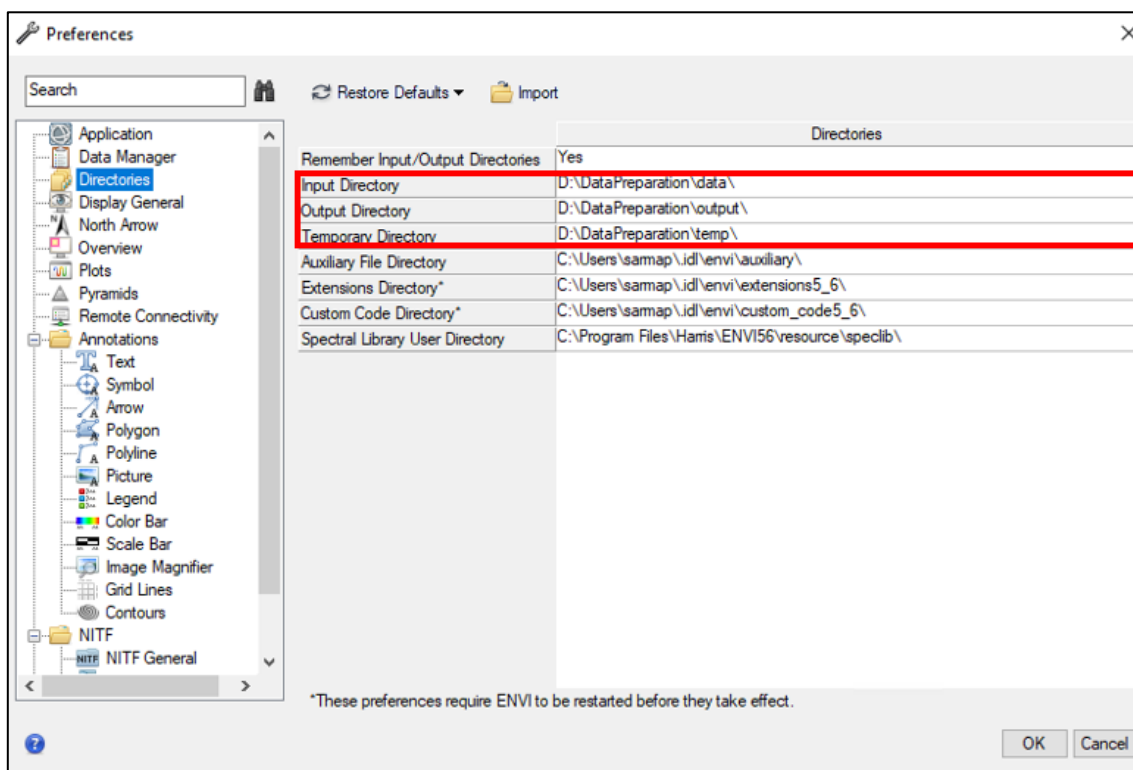 Preferences
Search
Restore Defaults
Import
Application
Data Manager
Directories
Display General
North Arrow
Overview
Plots
Pyramids
Remote Connectivity
Annotations
Text
Symbol
Arrow
Polygon
Polyline
Picture
Legend
Color Bar
Scale Bar
Image Magnifier
Grid Lines
Contours
NITF
NITF General
Directories
Remember Input/Output Directories Yes
Input Directory D:\DataPreparation\data\
Output Directory D:\DataPreparation\output\
Temporary Directory D:\DataPreparation\temp\
Auxiliary File Directory C:\Users\sarmap\.idl\envi\auxiliary\
Extensions Directory* C:\Users\sarmap\.idl\envi\extensions5_6\
Custom Code Directory* C:\Users\sarmap\.idl\envi\custom_code5_6\
Spectral Library User Directory C:\Program Files\Harris\ENVI56\resource\speclib\
*These preferences require ENVI to be restarted before they take effect.
OK
Cancel